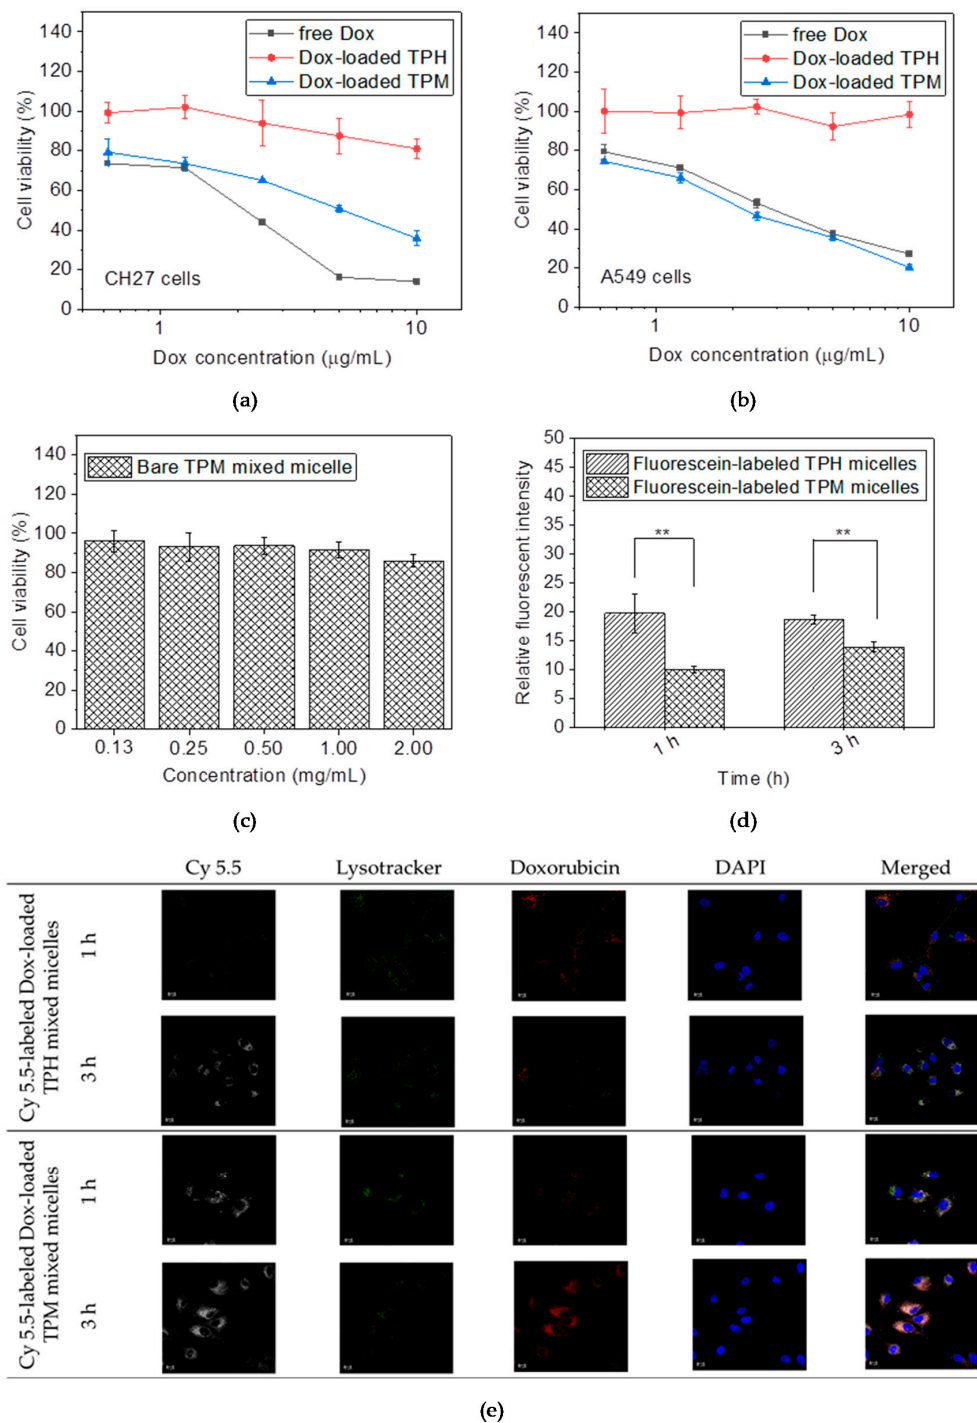 140
120
100
80
60
40
20
0
Cell viability (%)
free Dox
Dox-loaded TPH
Dox-loaded TPM
CH27 cells
1
10
Dox concentration (μg/mL)
(a)
140
120
100
80
60
40
20
0
Cell viability (%)
free Dox
Dox-loaded TPH
Dox-loaded TPM
A549 cells
1
10
Dox concentration (μg/mL)
(b)
140
120
100
80
60
40
20
0
Cell viability (%)
Bare TPM mixed micelle
0.13 0.25 0.50 1.00 2.00
Concentration (mg/mL)
(c)
50
45
40
35
30
25
20
15
10
5
0
Relative fluorescent intensity
Fluorescein-labeled TPH micelles
Fluorescein-labeled TPM micelles
**
**
1 h
3 h
Time (h)
(d)
Cy 5.5 Lysotracker Doxorubicin DAPI Merged
Cy 5.5-labeled Dox-loaded
TPH mixed micelles
1 h
3 h
Cy 5.5-labeled Dox-loaded
TPM mixed micelles
1 h
3 h
(e)